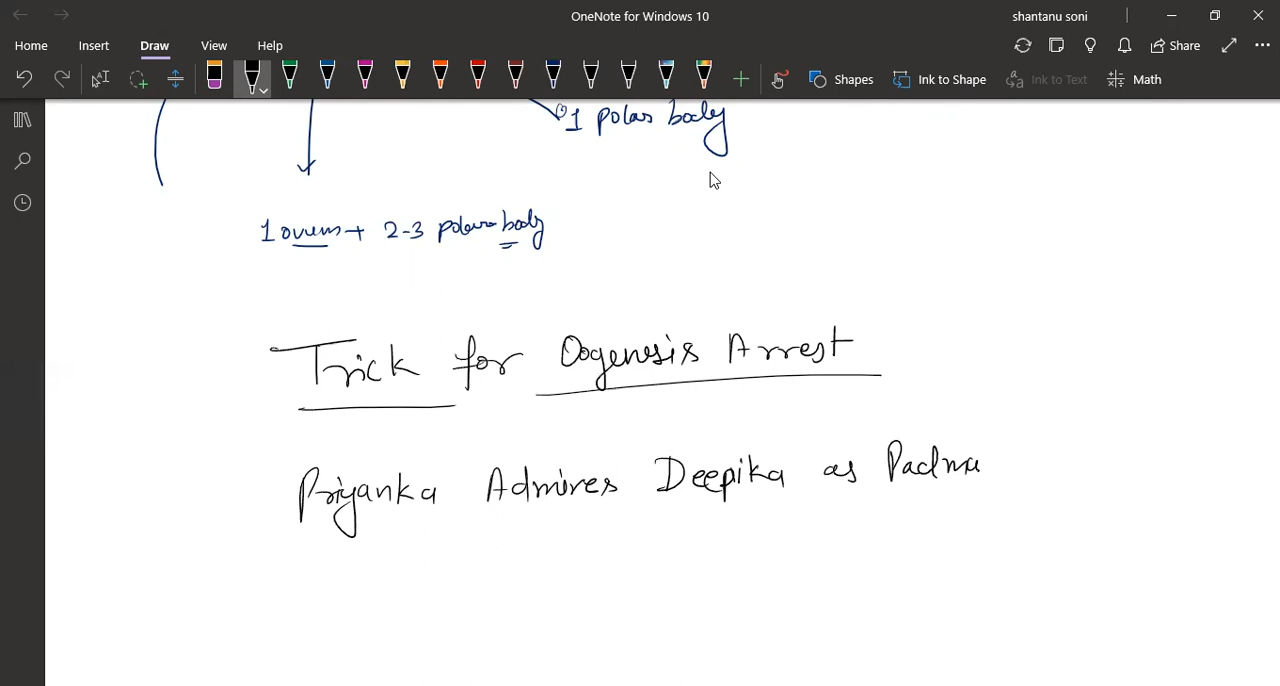 OneNote for Windows 10
shantanu soni
Home Insert Draw View Help
Share
Shapes Ink to Shape Ink to Text Math
1 polar body
1 ovum + 2-3 polar body
Trick for Oogenesis Arrest
Priyanka Admires Deepika as Padma